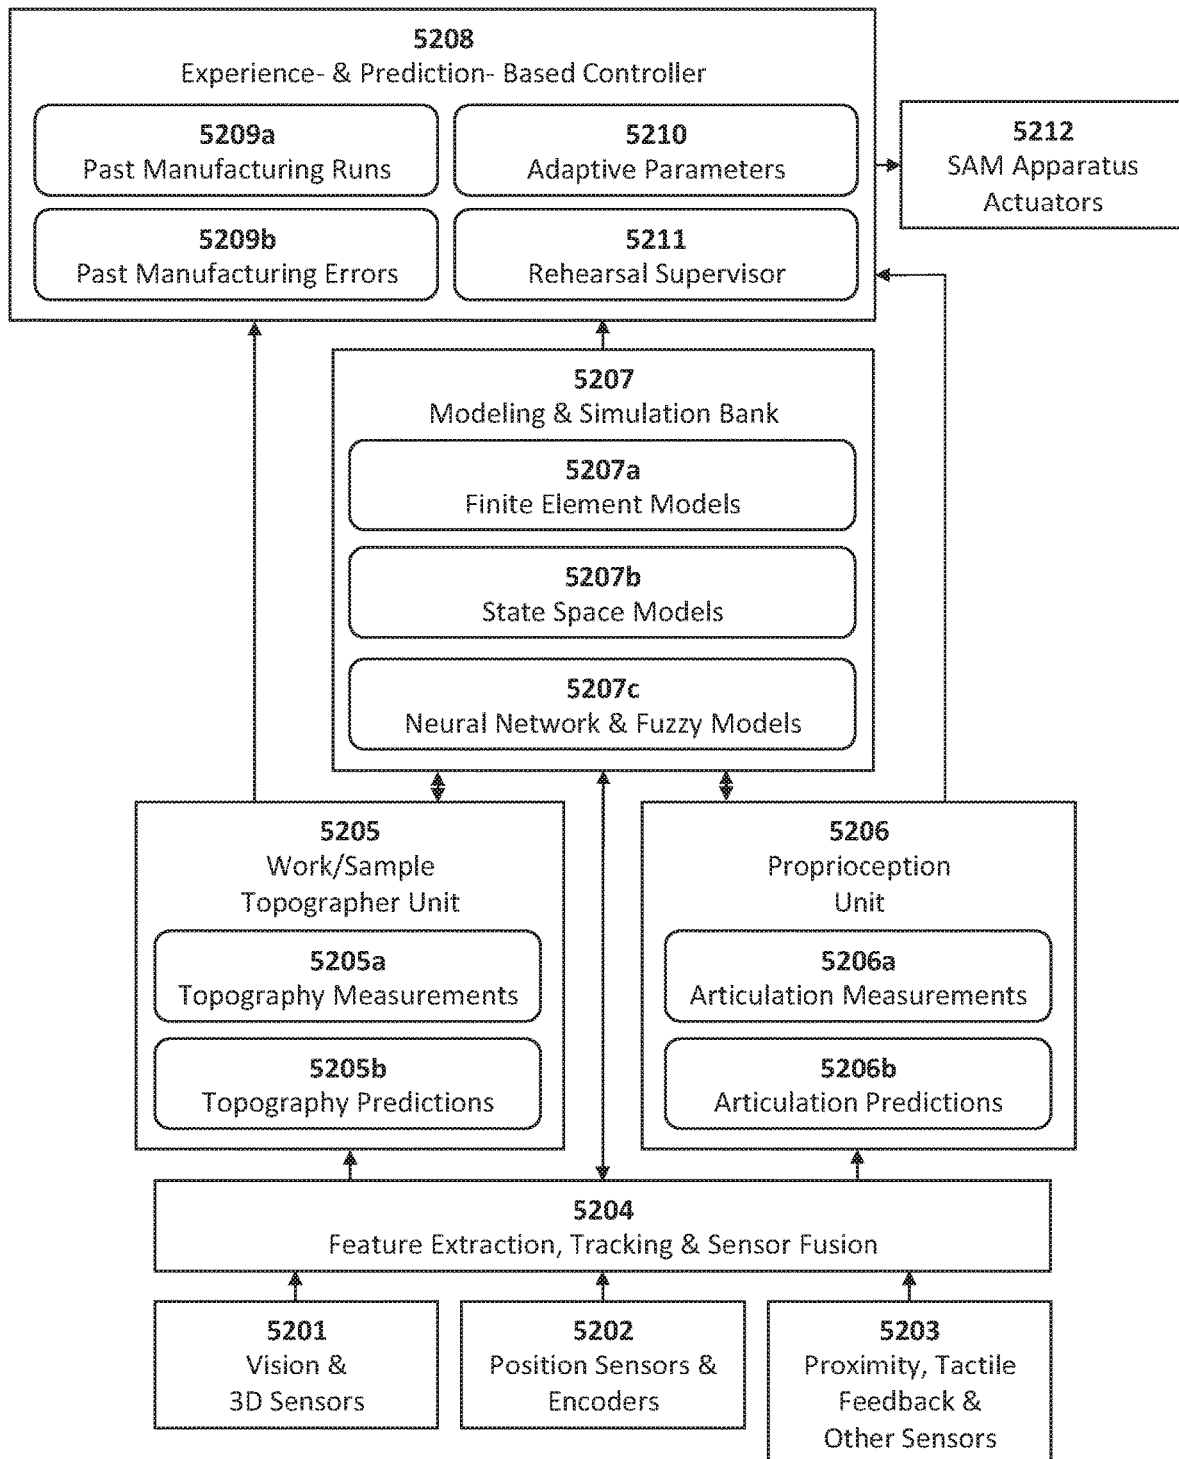 5208
Experience- & Prediction- Based Controller
5209a
Past Manufacturing Runs
5210
Adaptive Parameters
5209b
Past Manufacturing Errors
5211
Rehearsal Supervisor
5212
SAM Apparatus
Actuators
5207
Modeling & Simulation Bank
5207a
Finite Element Models
5207b
State Space Models
5207c
Neural Network & Fuzzy Models
5205
Work/Sample
Topographer Unit
5205a
Topography Measurements
5205b
Topography Predictions
5206
Proprioception
Unit
5206a
Articulation Measurements
5206b
Articulation Predictions
5204
Feature Extraction, Tracking & Sensor Fusion
5201
Vision &
3D Sensors
5202
Position Sensors &
Encoders
5203
Proximity, Tactile
Feedback &
Other Sensors